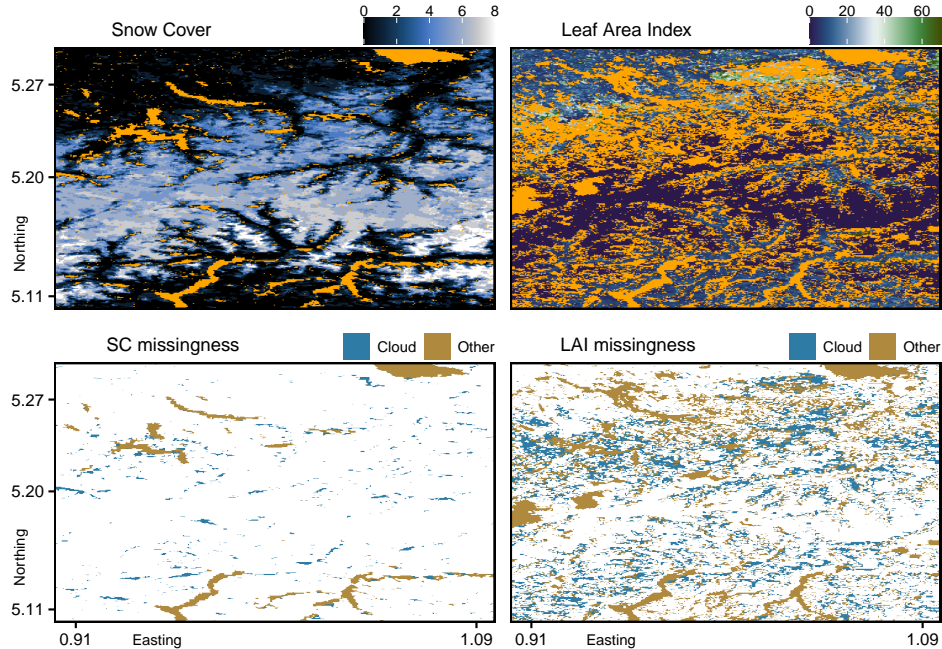 0 2 4 6 8
Snow Cover
0 20 40 60
Leaf Area Index
5.27
5.20
5.11
Northing
SC missingness
Cloud Other
LAI missingness
Cloud Other
5.27
5.20
5.11
Northing
0.91 Easting 1.09
0.91 Easting 1.09